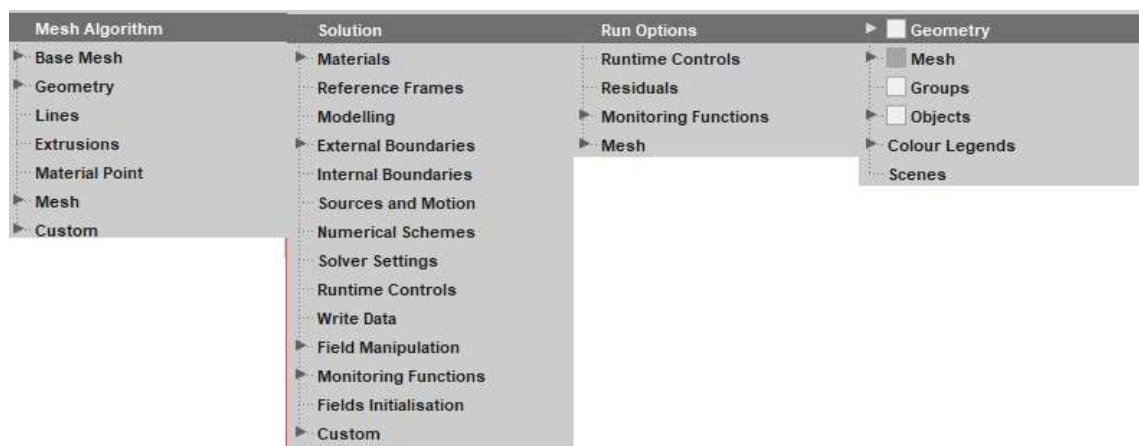 Mesh Algorithm
Base Mesh
Geometry
Lines
Extrusions
Material Point
Mesh
Custom
Solution
Materials
Reference Frames
Modelling
External Boundaries
Internal Boundaries
Sources and Motion
Numerical Schemes
Solver Settings
Runtime Controls
Write Data
Field Manipulation
Monitoring Functions
Fields Initialisation
Custom
Run Options
Runtime Controls
Residuals
Monitoring Functions
Mesh
Geometry
Mesh
Groups
Objects
Colour Legends
Scenes